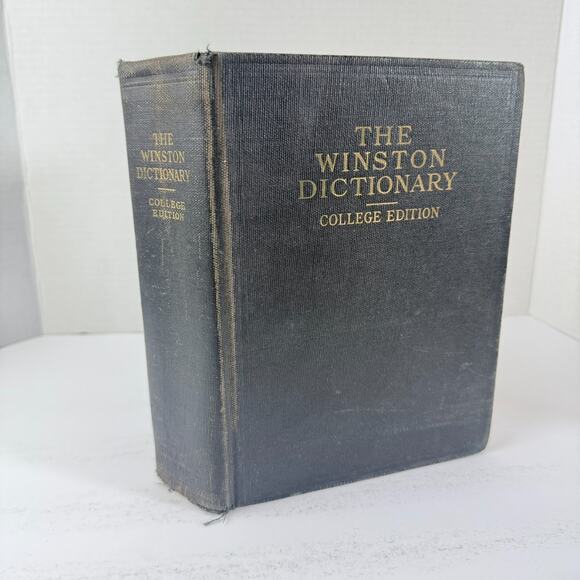 THE
WINSTON
DICTIONARY
COLLEGE
EDITION
THE
WINSTON
DICTIONARY
COLLEGE EDITION